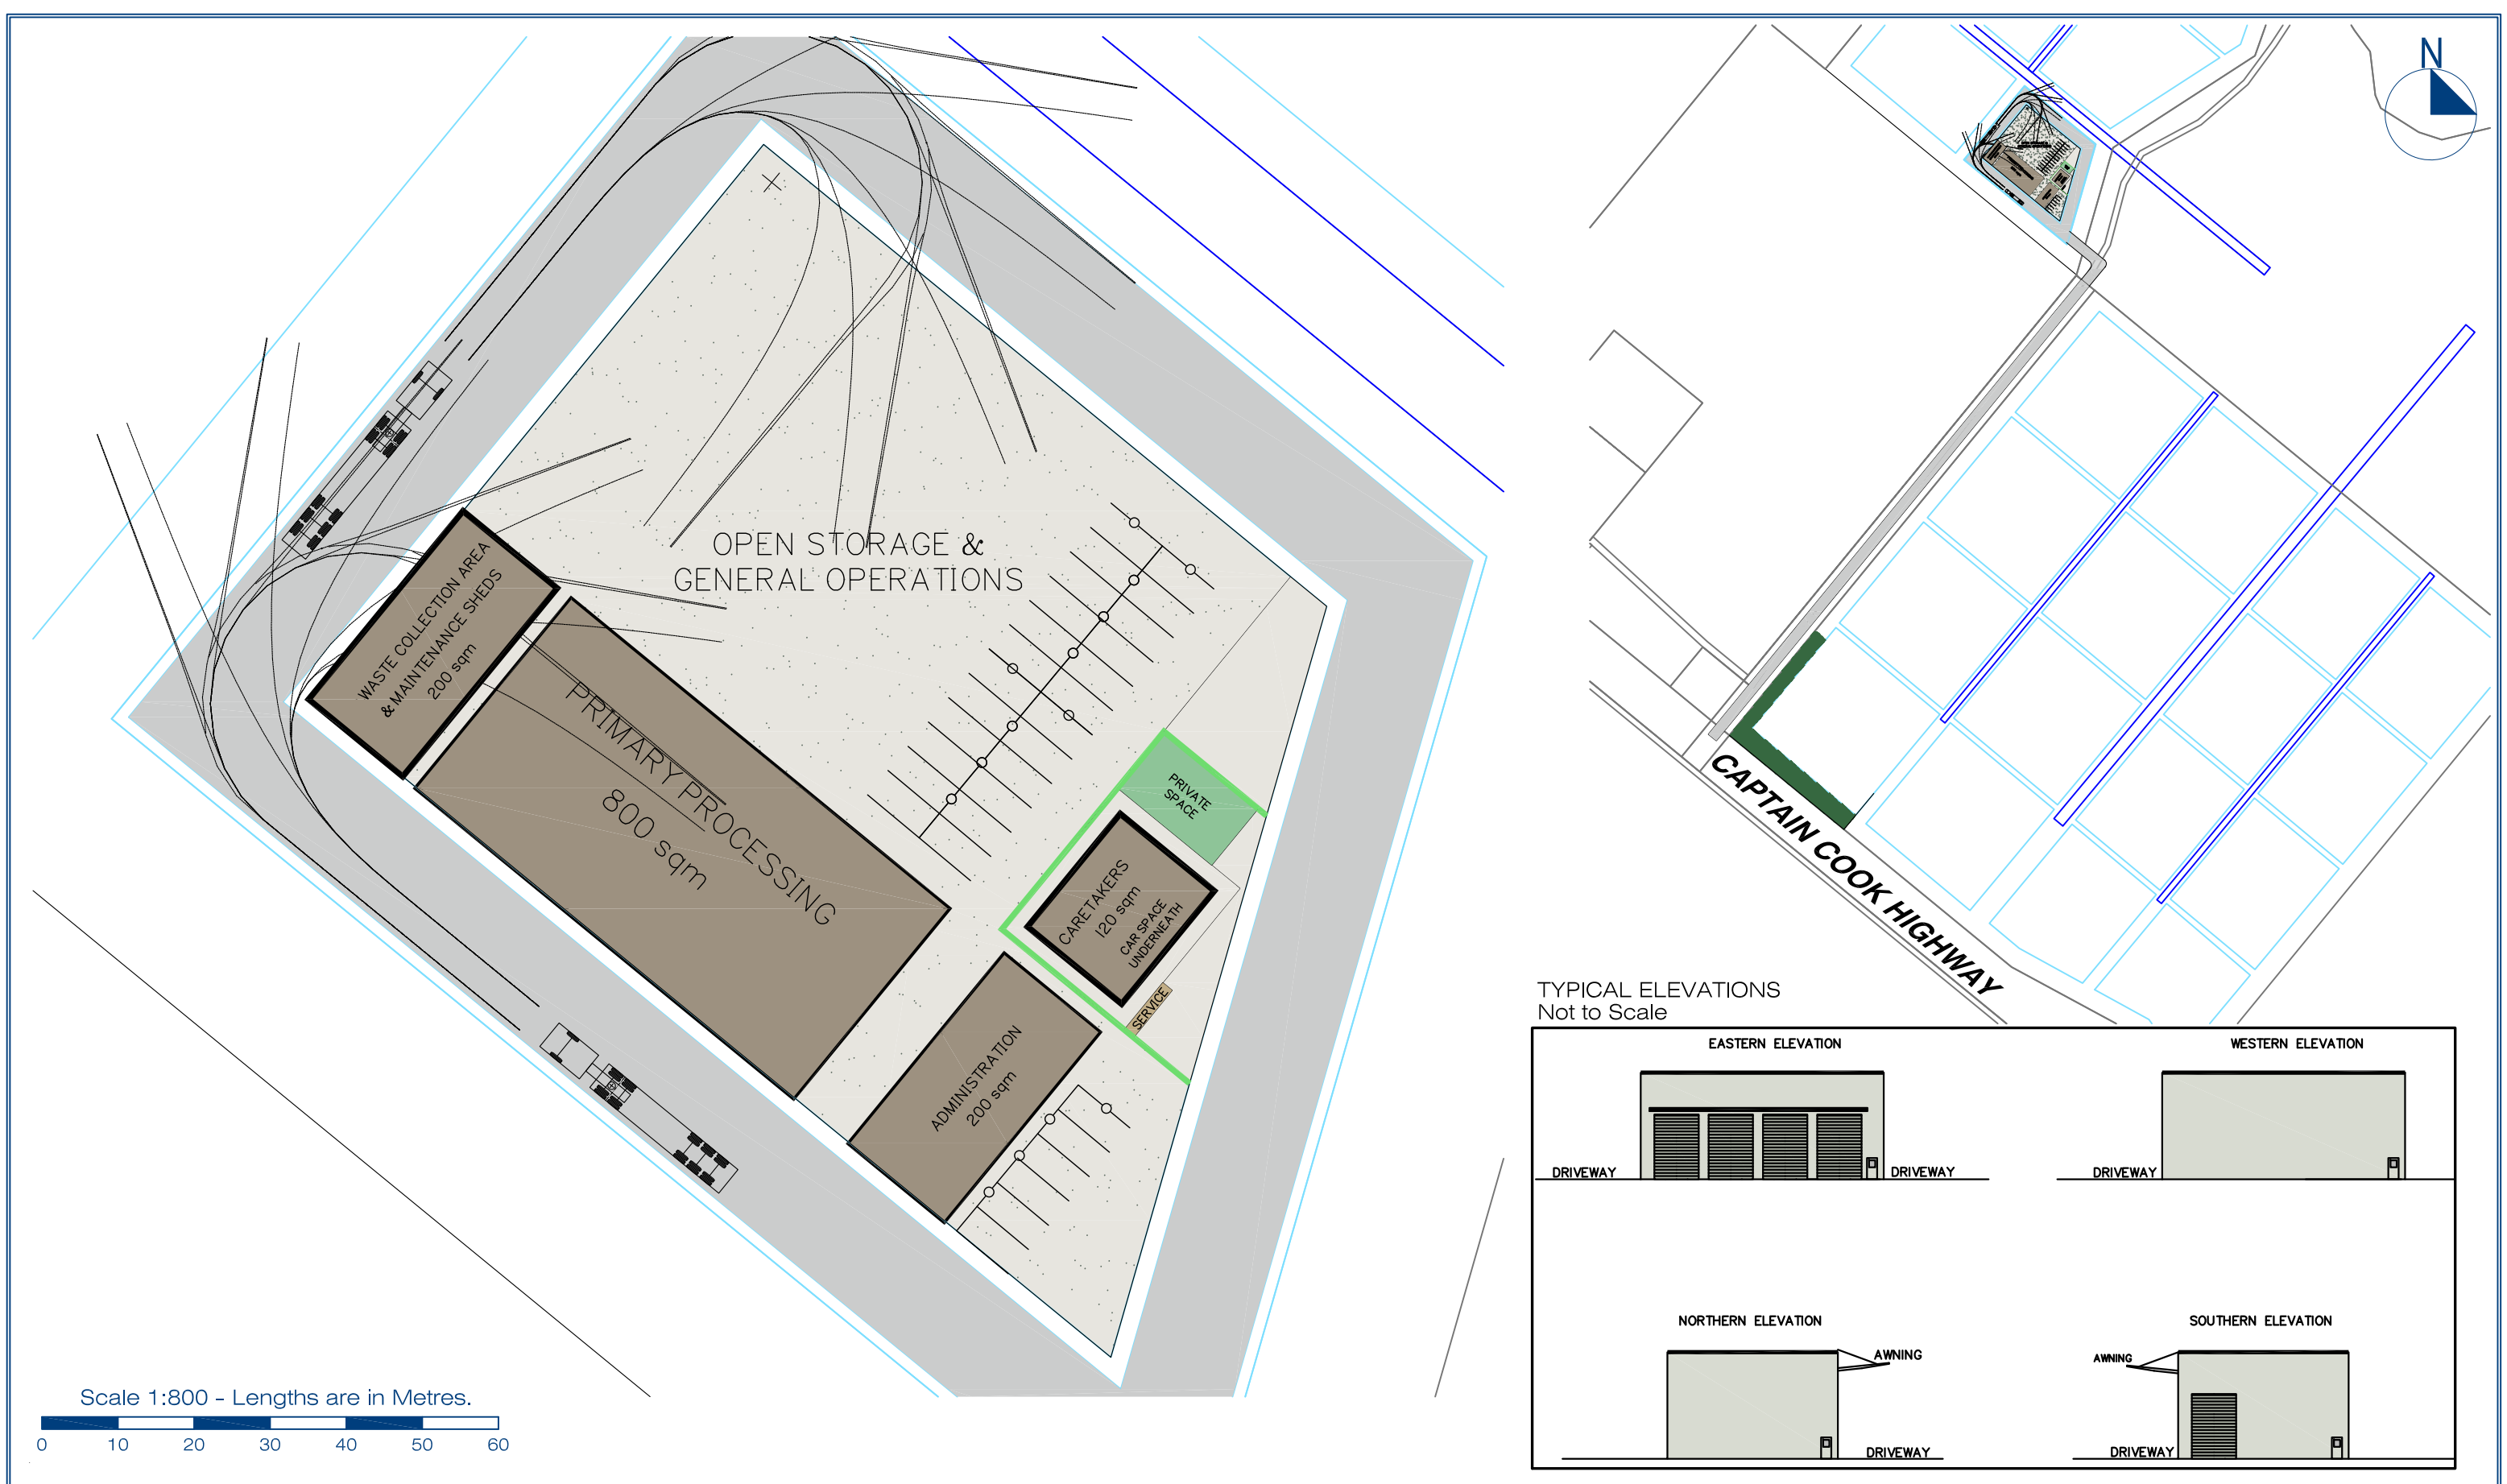 N
OPEN STORAGE &
GENERAL OPERATIONS
WASTE COLLECTION AREA
& MAINTENANCE SHEDS
200 sqm
PRIMARY PROCESSING
800 sqm
PRIVATE
SPACE
CARETAKERS
120 sqm
CAR SPACE
UNDERNEATH
SERVICE
ADMINISTRATION
200 sqm
CAPTAIN COOK HIGHWAY
TYPICAL ELEVATIONS
Not to Scale
EASTERN ELEVATION
DRIVEWAY
DRIVEWAY
WESTERN ELEVATION
DRIVEWAY
NORTHERN ELEVATION
AWNING
DRIVEWAY
SOUTHERN ELEVATION
AWNING
DRIVEWAY
Scale 1:800 - Lengths are in Metres.
0 10 20 30 40 50 60